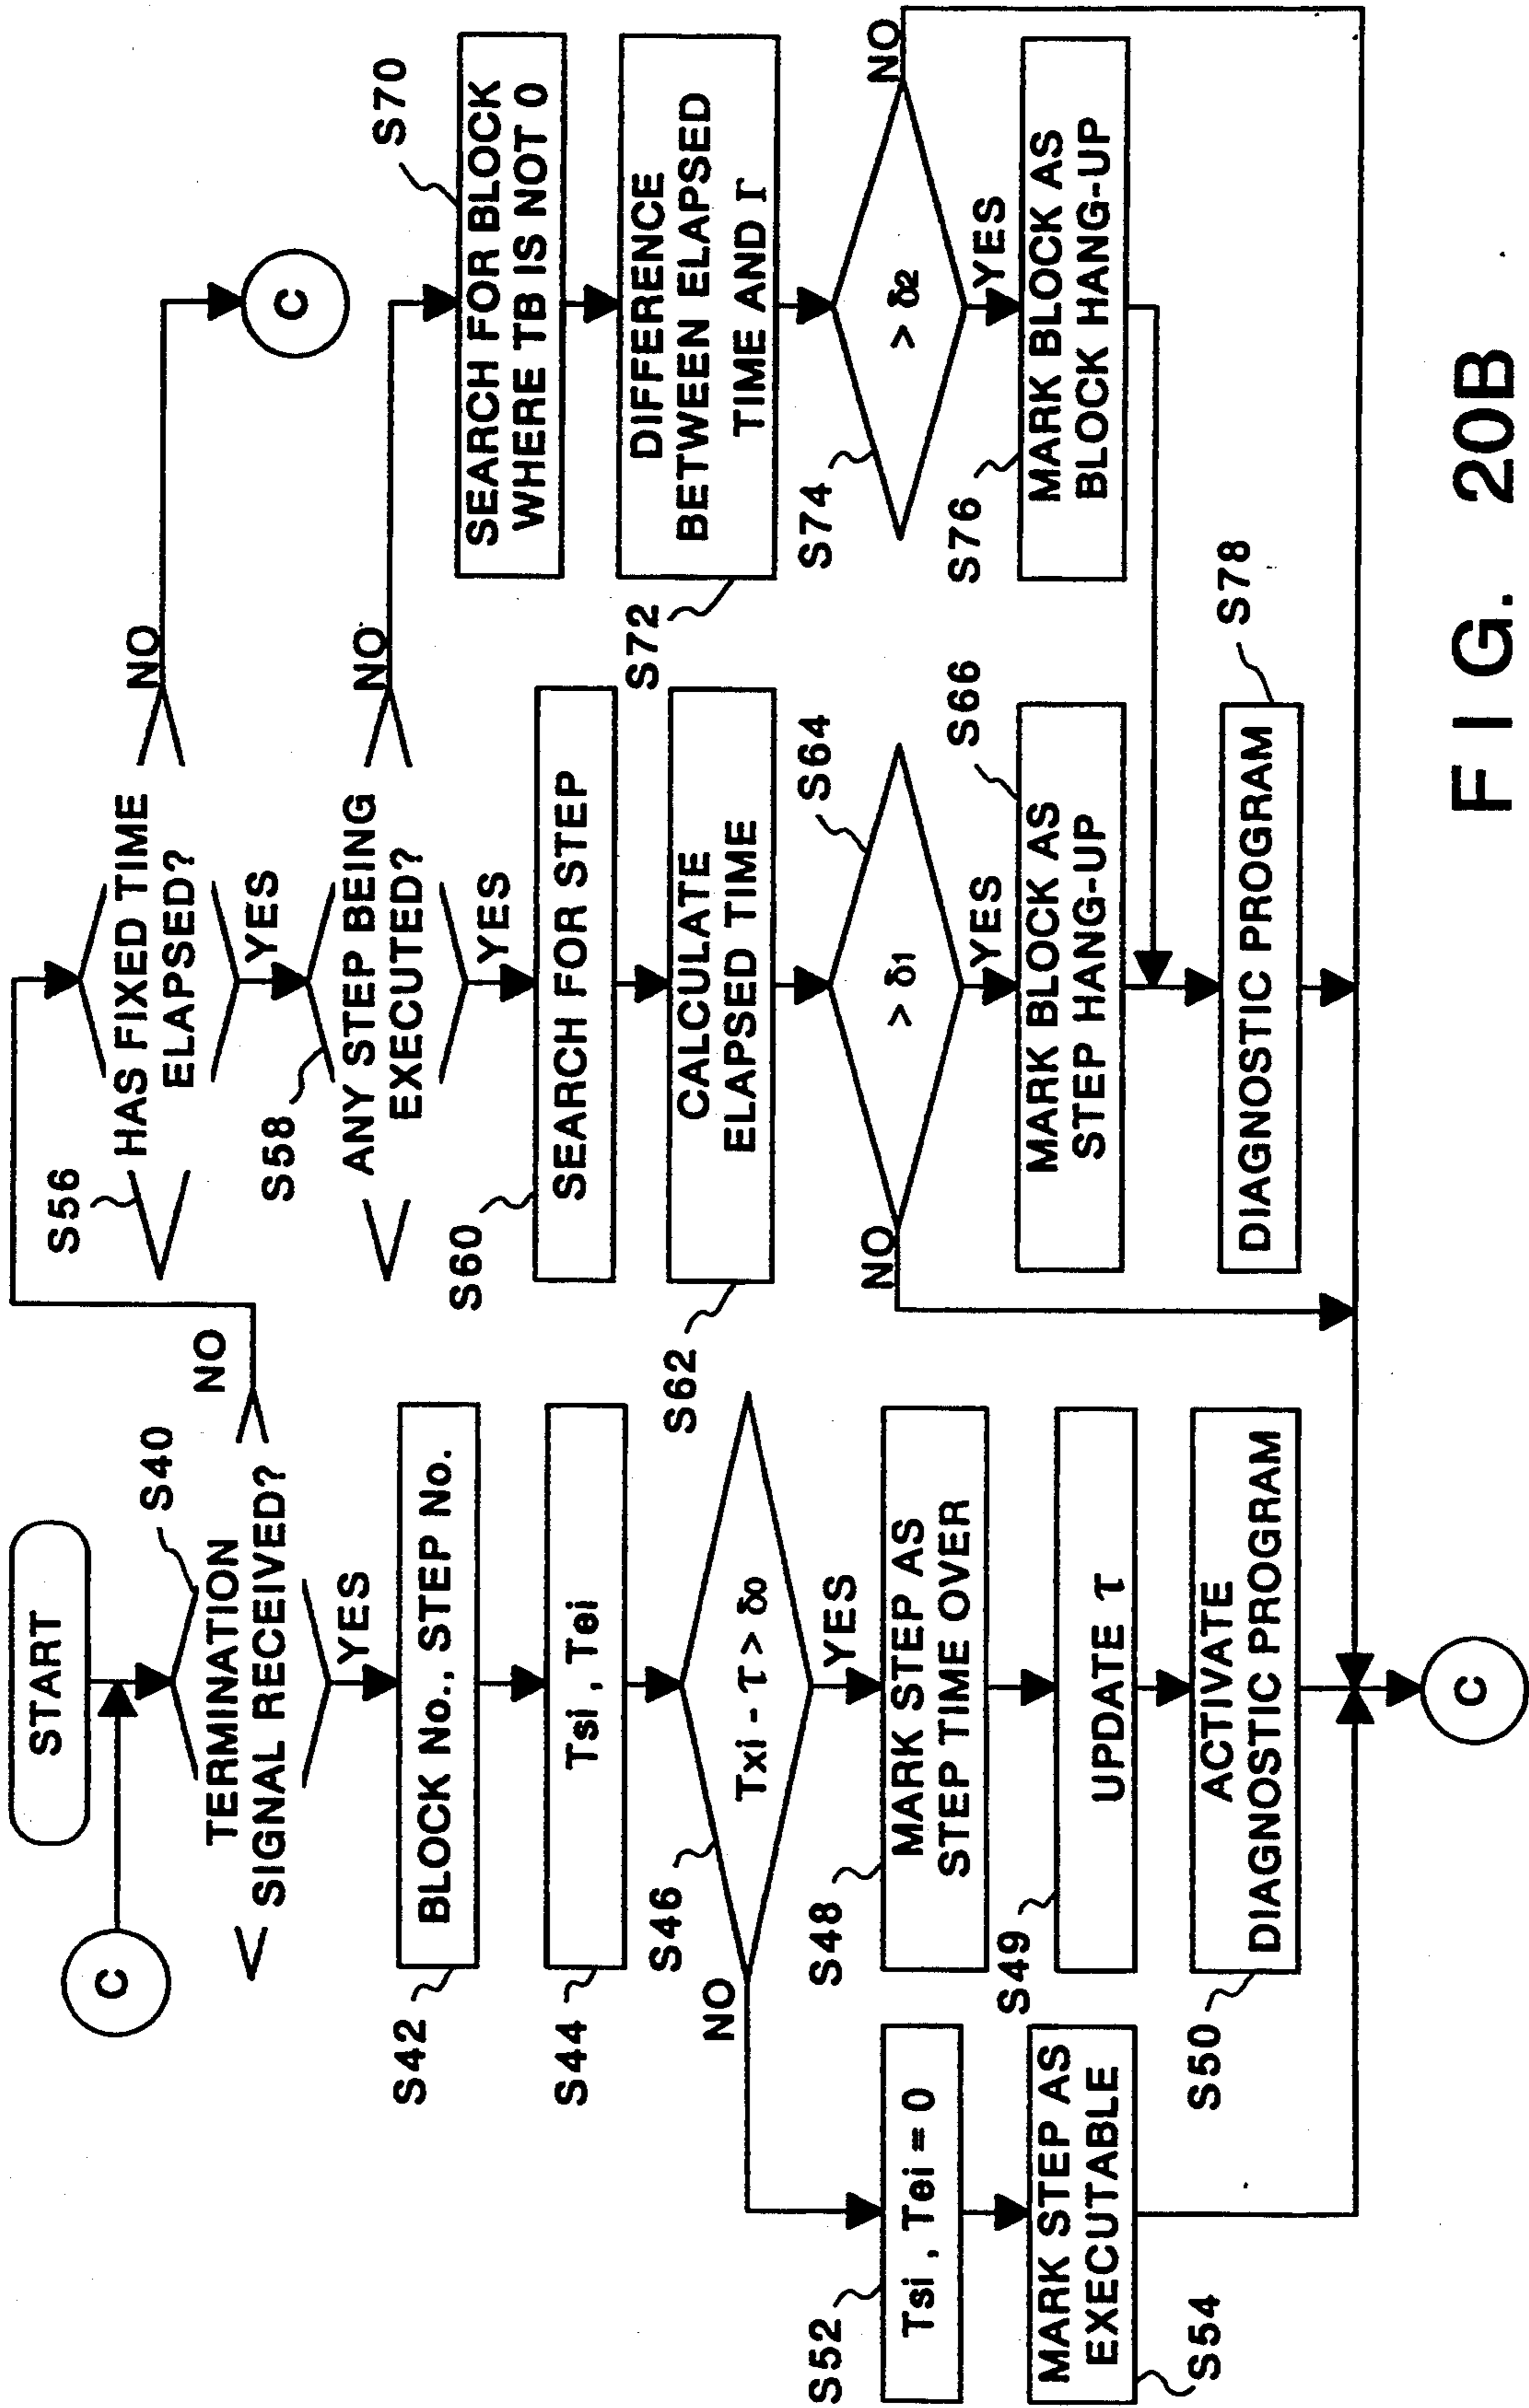 START
C
S40
TERMINATION
SIGNAL RECEIVED?
NO
YES
S42
BLOCK No., STEP No.
S44
Tsi, Tei
S46
Txi - τ > δ0
NO
YES
S48
MARK STEP AS
STEP TIME OVER
S49
UPDATE τ
S50
ACTIVATE
DIAGNOSTIC PROGRAM
S52
Tsi, Tei = 0
S54
MARK STEP AS
EXECUTABLE
C
S56
HAS FIXED TIME
ELAPSED?
NO
YES
C
S58
ANY STEP BEING
EXECUTED?
NO
YES
S60
SEARCH FOR STEP
S62
CALCULATE
ELAPSED TIME
S64
> δ1
NO
YES
S66
MARK BLOCK AS
STEP HANG-UP
S78
DIAGNOSTIC PROGRAM
S70
SEARCH FOR BLOCK
WHERE TB IS NOT 0
S72
DIFFERENCE
BETWEEN ELAPSED
TIME AND Γ
S74
> δ2
NO
YES
S76
MARK BLOCK AS
BLOCK HANG-UP
FIG. 20B